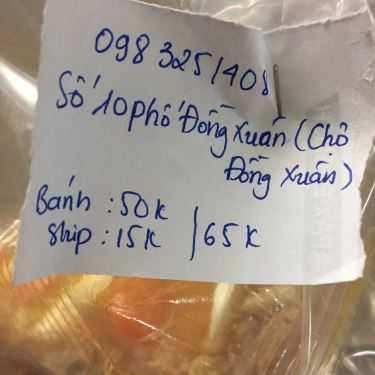 098 3251408
Số 10 phố Đồng Xuân (Chợ
Đồng Xuân)
Bánh : 50K
Ship : 15K | 65K